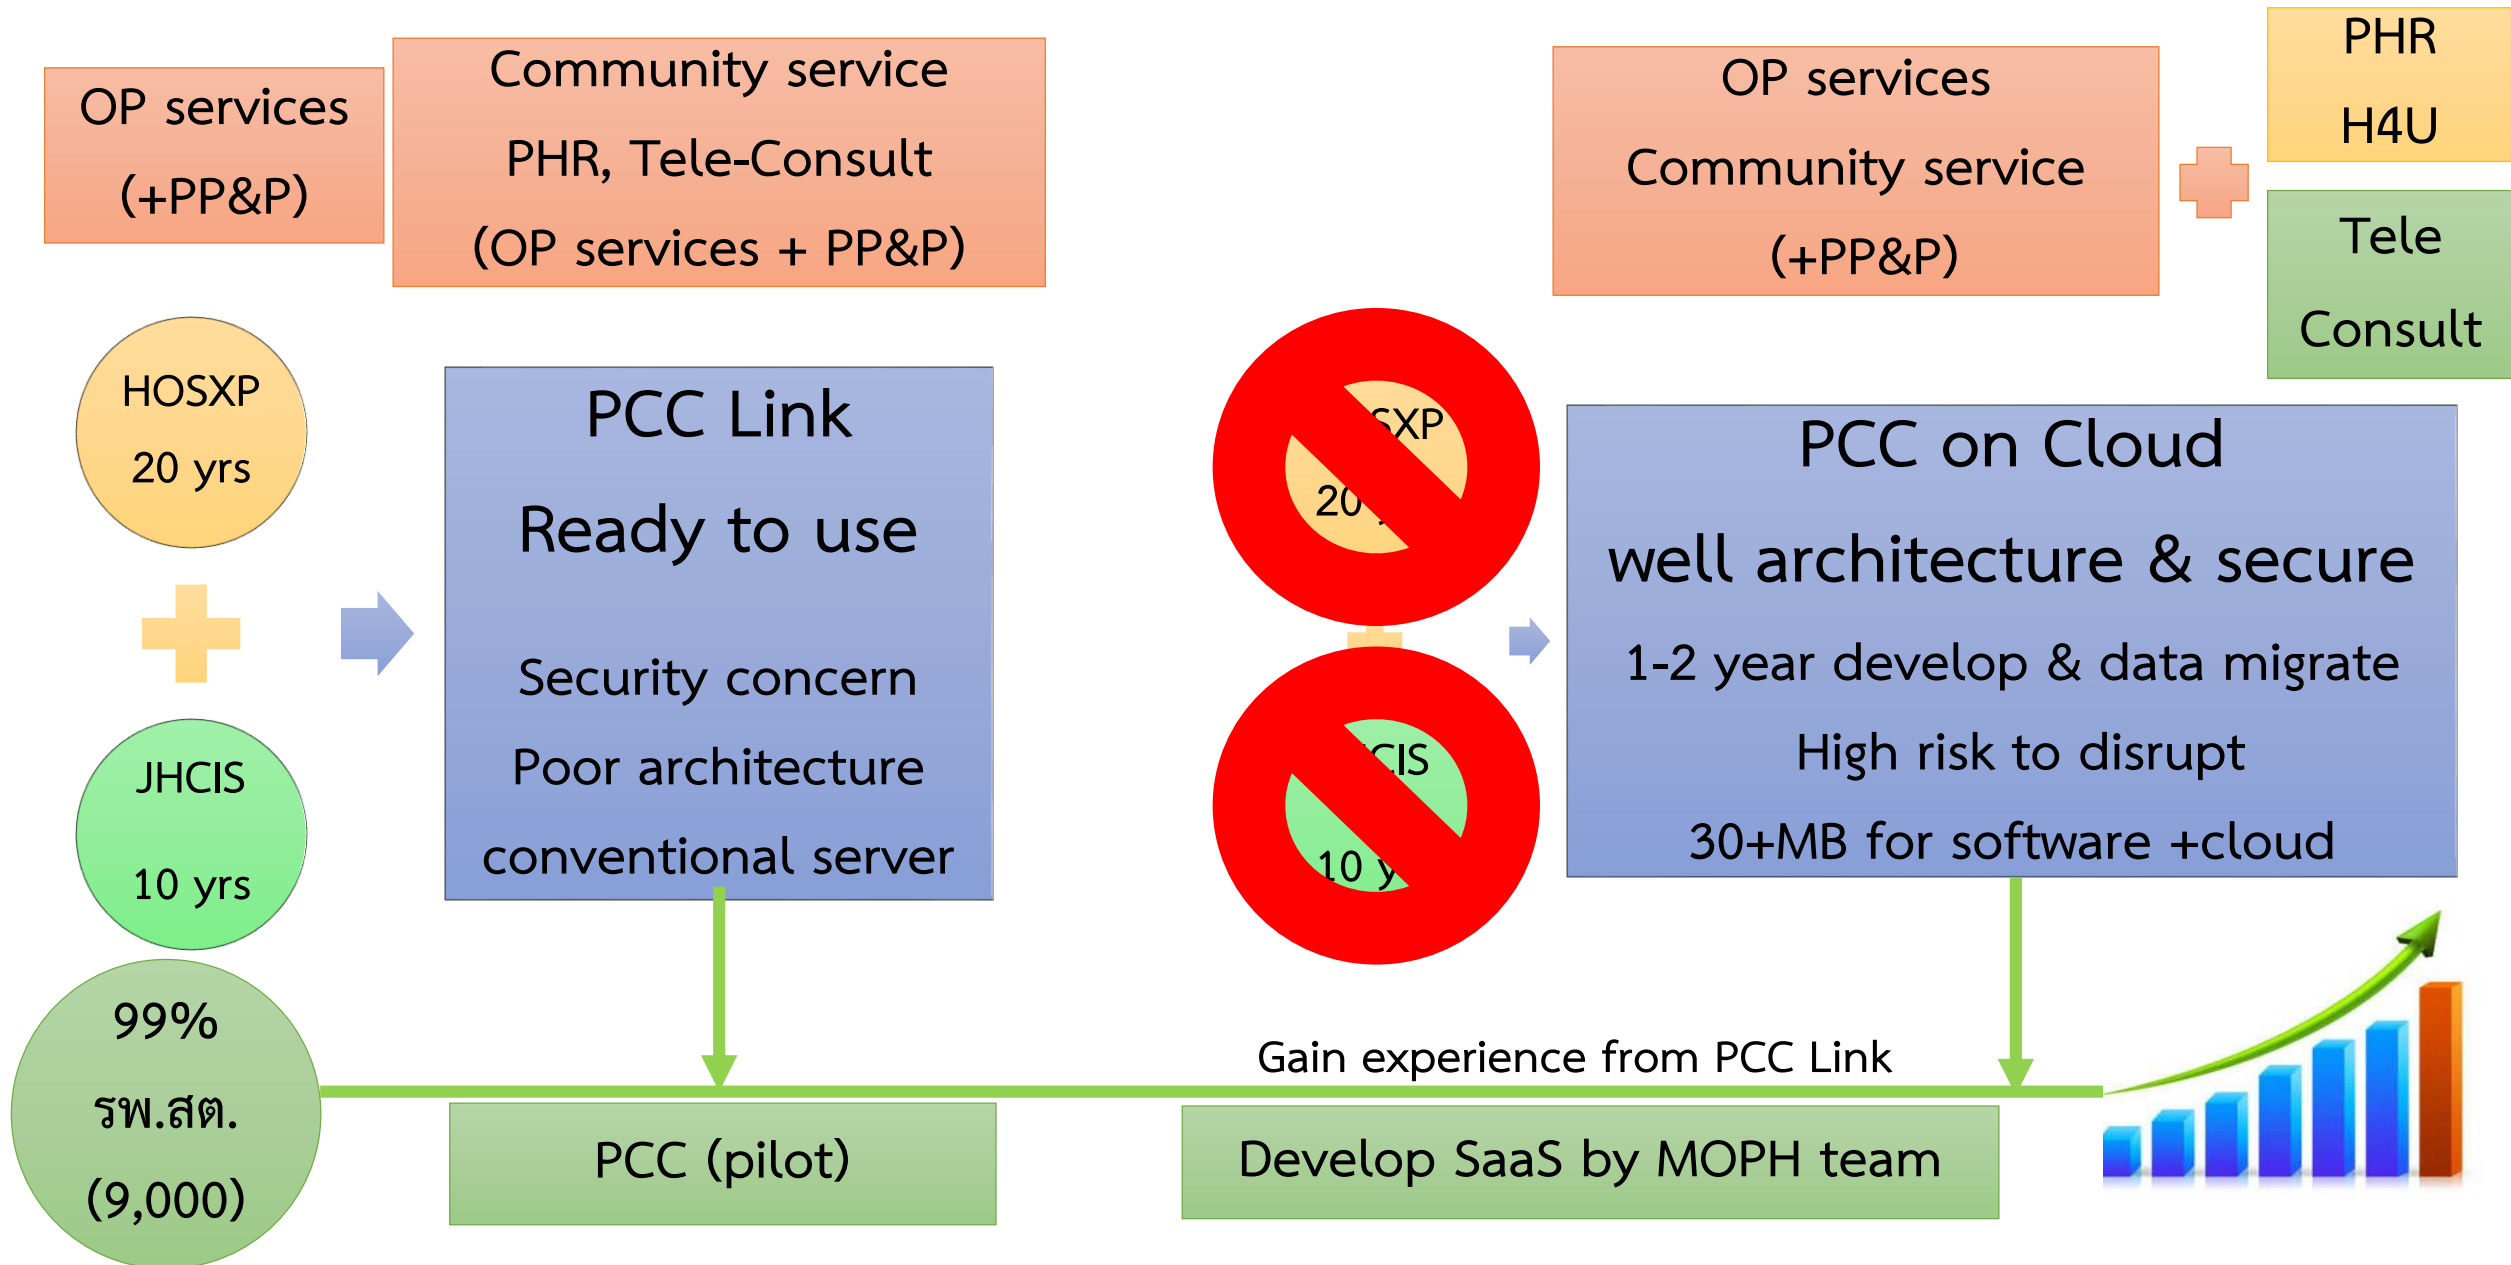 OP services
(+PP&P)
Community service
PHR, Tele-Consult
(OP services + PP&P)
OP services
Community service
(+PP&P)
PHR
H4U
Tele
Consult
HOSXP
20 yrs
JHCIS
10 yrs
PCC Link
Ready to use
Security concern
Poor architecture
conventional server
SXP
20
CIS
10 y
PCC on Cloud
well architecture & secure
1-2 year develop & data migrate
High risk to disrupt
30+MB for software +cloud
99%
รพ.สต.
(9,000)
Gain experience from PCC Link
PCC (pilot)
Develop SaaS by MOPH team